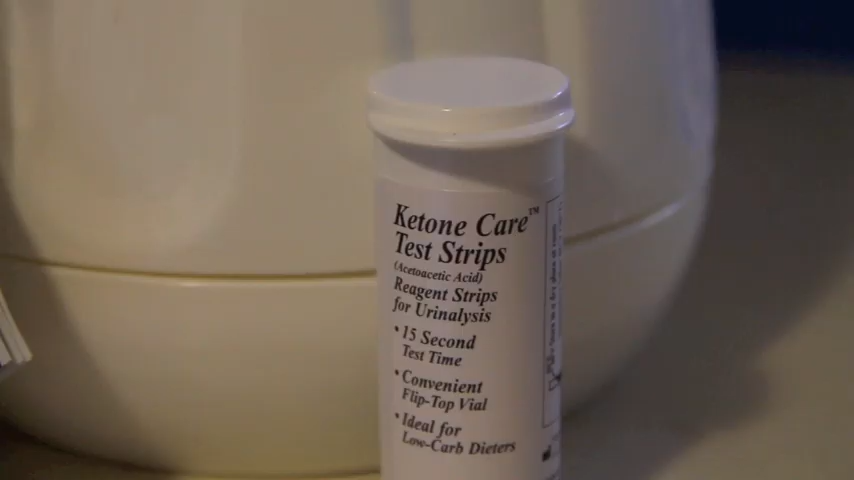 Ketone Care™
Test Strips
(Acetoacetic Acid)
Reagent Strips
for Urinalysis
• 15 Second
Test Time
• Convenient
Flip-Top Vial
• Ideal for
Low-Carb Dieters